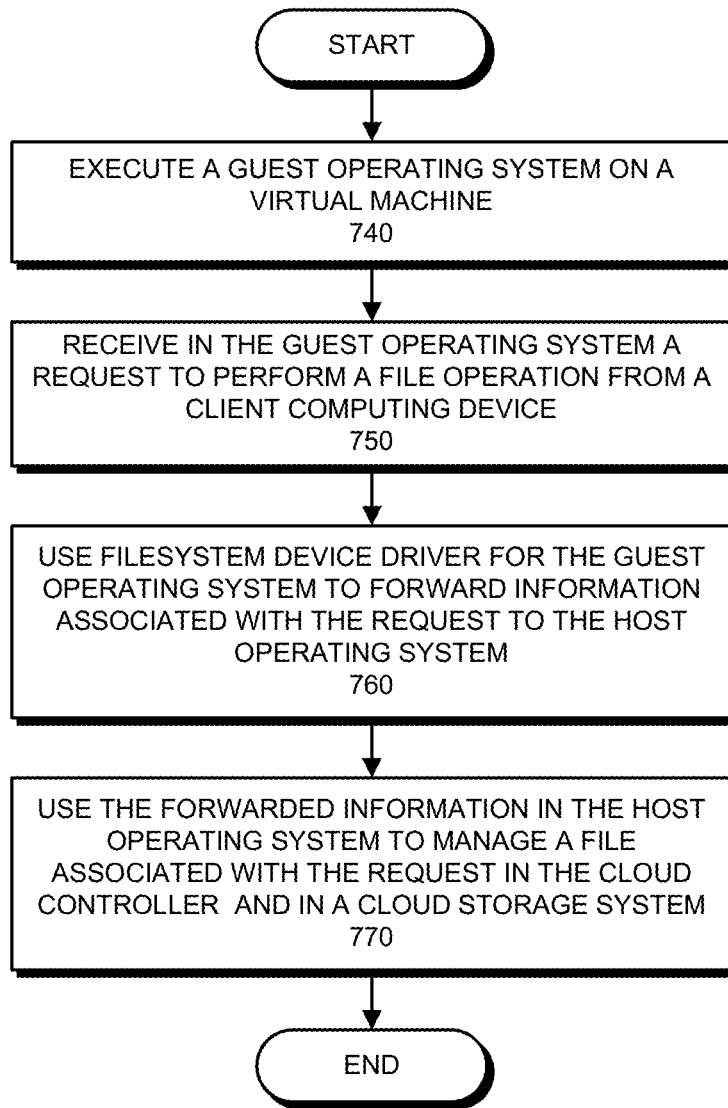 START
EXECUTE A GUEST OPERATING SYSTEM ON A
VIRTUAL MACHINE
740
RECEIVE IN THE GUEST OPERATING SYSTEM A
REQUEST TO PERFORM A FILE OPERATION FROM A
CLIENT COMPUTING DEVICE
750
USE FILESYSTEM DEVICE DRIVER FOR THE GUEST
OPERATING SYSTEM TO FORWARD INFORMATION
ASSOCIATED WITH THE REQUEST TO THE HOST
OPERATING SYSTEM
760
USE THE FORWARDED INFORMATION IN THE HOST
OPERATING SYSTEM TO MANAGE A FILE
ASSOCIATED WITH THE REQUEST IN THE CLOUD
CONTROLLER AND IN A CLOUD STORAGE SYSTEM
770
END